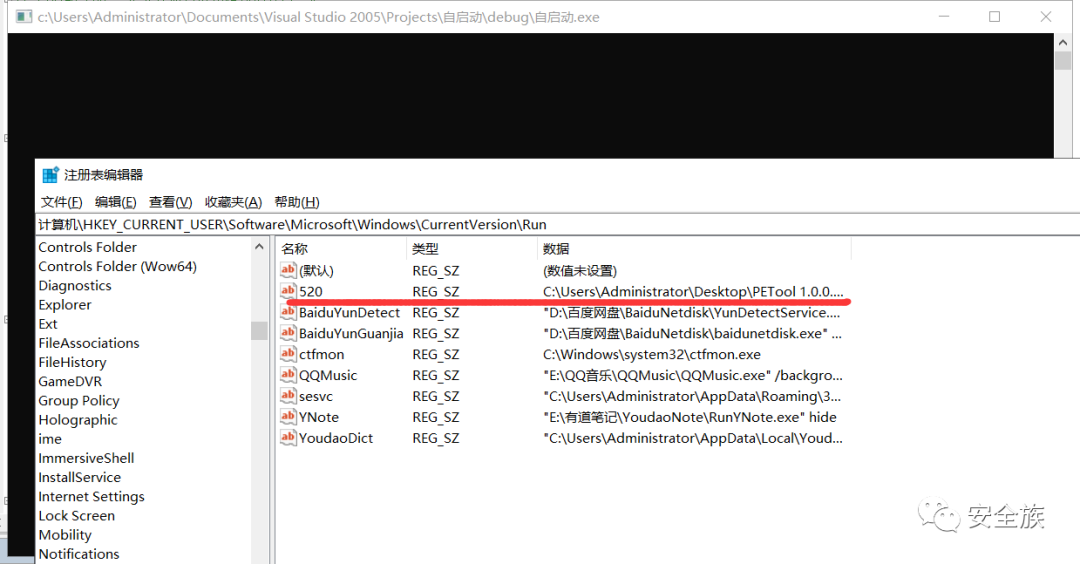 c:\Users\Administrator\Documents\Visual Studio 2005\Projects\自启动\debug\自启动.exe
注册表编辑器
文件(F) 编辑(E) 查看(V) 收藏夹(A) 帮助(H)
计算机\HKEY_CURRENT_USER\Software\Microsoft\Windows\CurrentVersion\Run
Controls Folder
Controls Folder (Wow64)
Diagnostics
Explorer
Ext
FileAssociations
FileHistory
GameDVR
Group Policy
Holographic
ime
ImmersiveShell
InstallService
Internet Settings
Lock Screen
Mobility
Notifications
名称 类型 数据
(默认) REG_SZ (数值未设置)
520 REG_SZ C:\Users\Administrator\Desktop\PETool 1.0.0....
BaiduYunDetect REG_SZ "D:\百度网盘\BaiduNetdisk\YunDetectService....
BaiduYunGuanjia REG_SZ "D:\百度网盘\BaiduNetdisk\baidunetdisk.exe" ...
ctfmon REG_SZ C:\Windows\system32\ctfmon.exe
QQMusic REG_SZ "E:\QQ音乐\QQMusic\QQMusic.exe" /backgro...
sesvc REG_SZ "C:\Users\Administrator\AppData\Roaming\3...
YNote REG_SZ "E:\有道笔记\YoudaoNote\RunYNote.exe" hide
YoudaoDict REG_SZ "C:\Users\Administrator\AppData\Local\Youd...
安全族